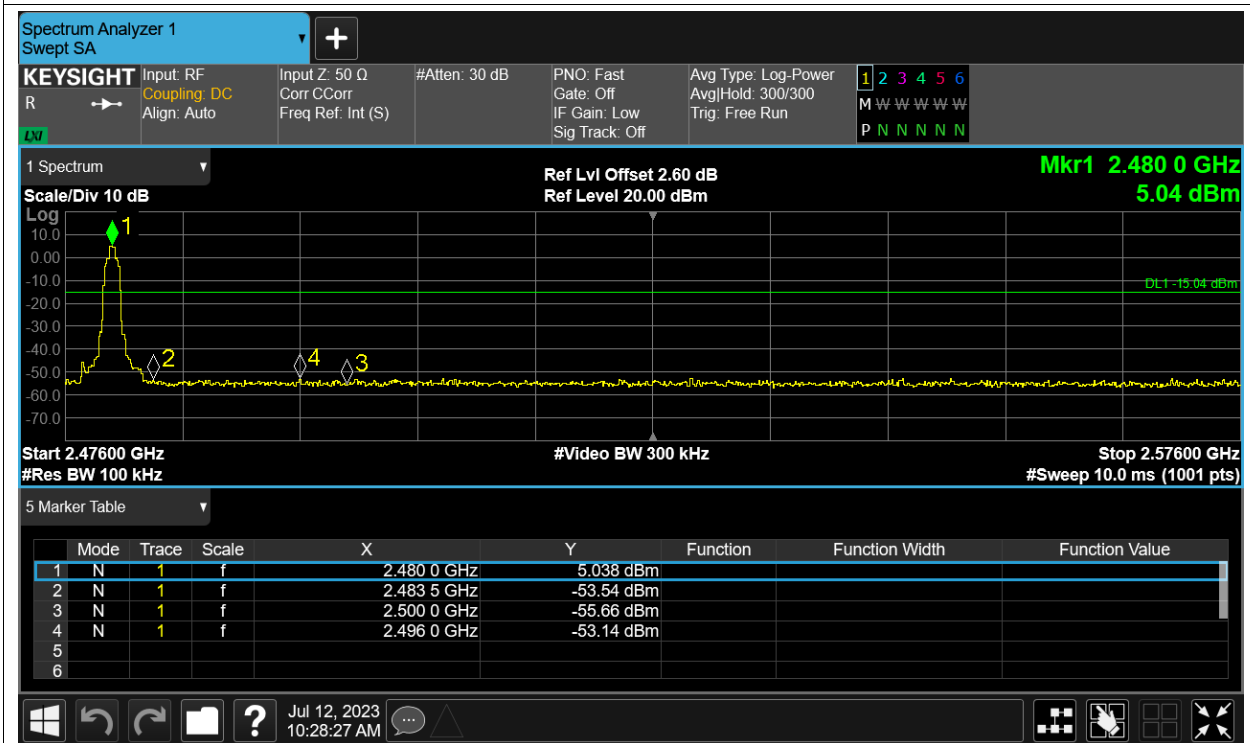 Spectrum Analyzer 1
Swept SA
KEYSIGHT Input: RF Input Z: 50 Ω #Atten: 30 dB PNO: Fast Avg Type: Log-Power 1 2 3 4 5 6
R Coupling: DC Corr CCorr Gate: Off Avg|Hold: 300/300 M W W W W W
Align: Auto Freq Ref: Int (S) IF Gain: Low Trig: Free Run
LXI Sig Track: Off P N N N N N
1 Spectrum Ref Lvl Offset 2.60 dB Mkr1 2.480 0 GHz
Scale/Div 10 dB Ref Level 20.00 dBm 5.04 dBm
Log
1
10.0
0.00
-10.0
DL1 -15.04 dBm
-20.0
-30.0
-40.0
2 4 3
-50.0
-60.0
-70.0
Start 2.47600 GHz #Video BW 300 kHz Stop 2.57600 GHz
#Res BW 100 kHz #Sweep 10.0 ms (1001 pts)
5 Marker Table
Mode Trace Scale X Y Function Function Width Function Value
1 N 1 f 2.480 0 GHz 5.038 dBm
2 N 1 f 2.483 5 GHz -53.54 dBm
3 N 1 f 2.500 0 GHz -55.66 dBm
4 N 1 f 2.496 0 GHz -53.14 dBm
5
6
? Jul 12, 2023
10:28:27 AM